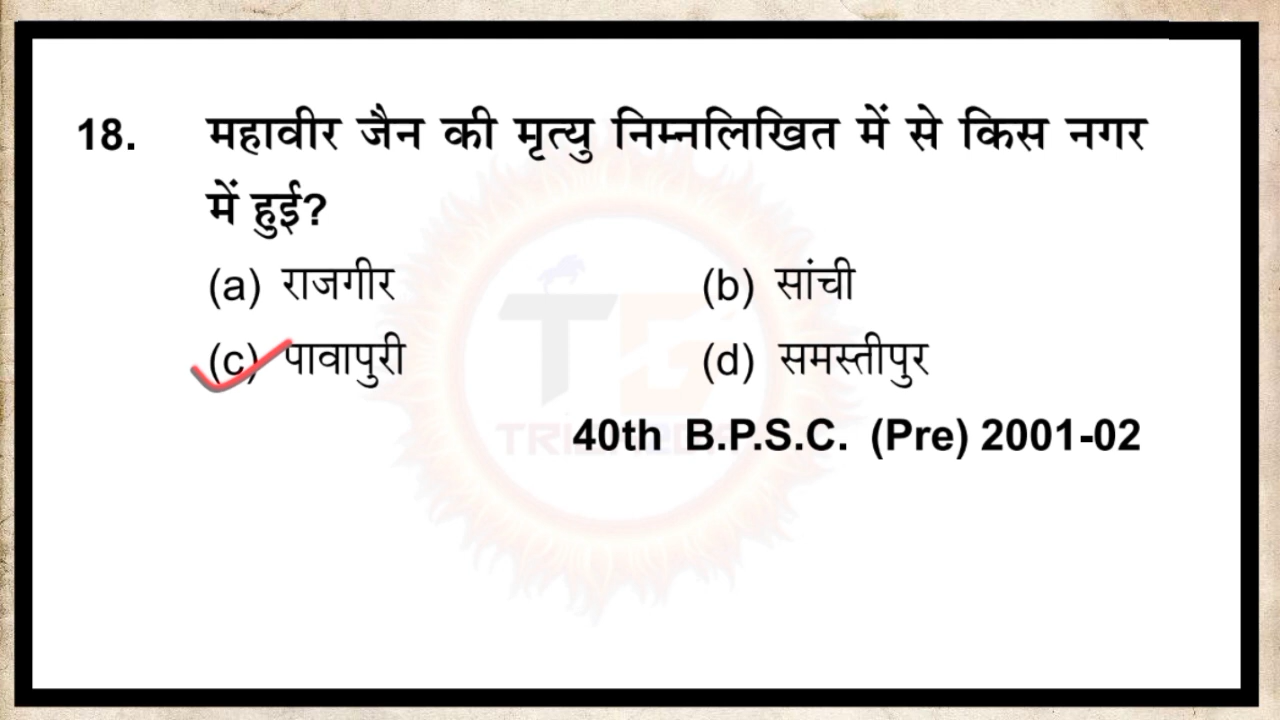 18. महावीर जैन की मृत्यु निम्नलिखित में से किस नगर
में हुई?
(a) राजगीर (b) सांची
(c) पावापुरी (d) समस्तीपुर
40th B.P.S.C. (Pre) 2001-02